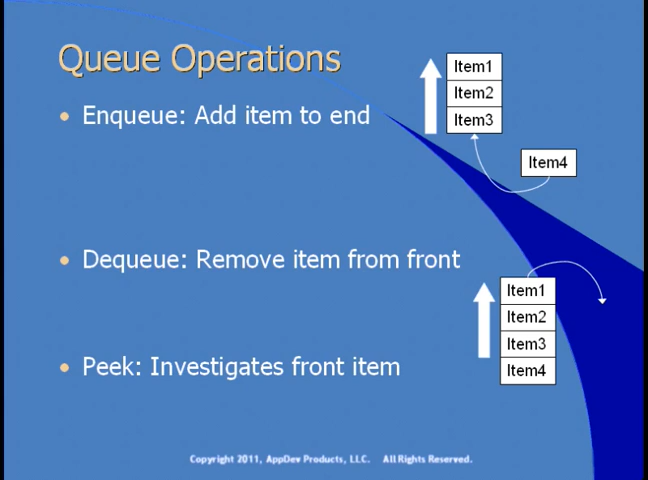 Queue Operations
• Enqueue: Add item to end
Item1
Item2
Item3
Item4
• Dequeue: Remove item from front
Item1
Item2
Item3
Item4
• Peek: Investigates front item
Copyright 2011, AppDev Products, LLC. All Rights Reserved.